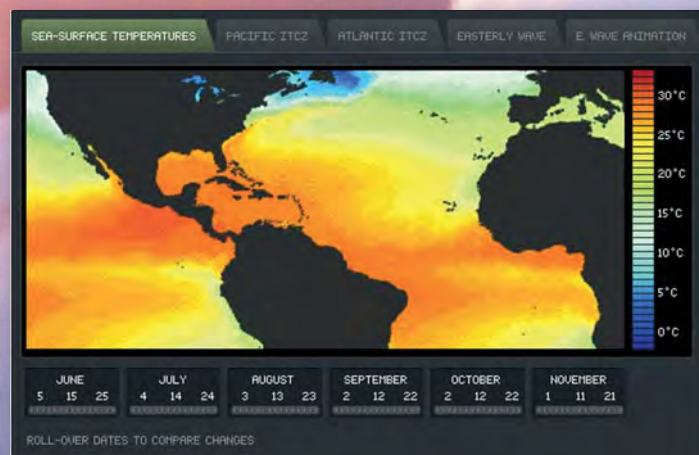 SEA-SURFACE TEMPERATURES PACIFIC ITCZ ATLANTIC ITCZ EASTERLY WAVE E. WAVE ANIMATION
30°C
25°C
20°C
15°C
10°C
5°C
0°C
JUNE JULY AUGUST SEPTEMBER OCTOBER NOVEMBER
5 15 25 4 14 24 3 13 23 2 12 22 2 12 22 1 11 21
ROLL-OVER DATES TO COMPARE CHANGES